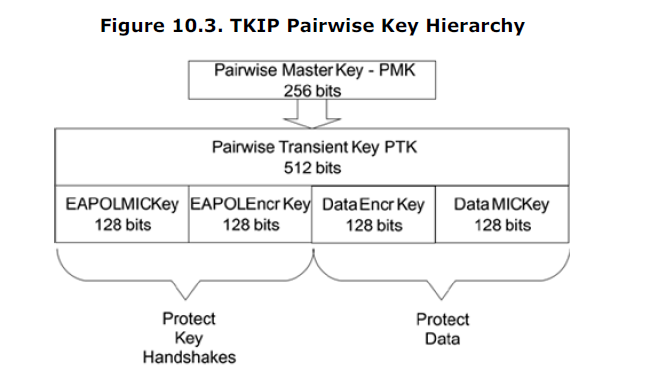 Figure 10.3. TKIP Pairwise Key Hierarchy
Pairwise Master Key - PMK
256 bits
Pairwise Transient Key PTK
512 bits
EAPOLMICKey EAPOLEncr Key Data Encr Key Data MICKey
128 bits 128 bits 128 bits 128 bits
Protect
Key
Handshakes
Protect
Data